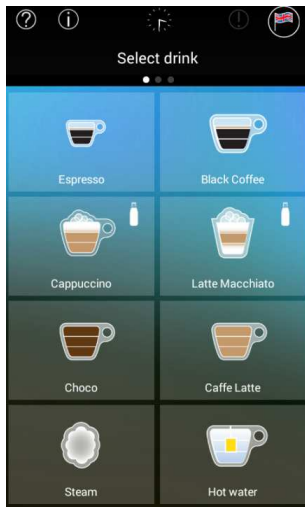 Select drink
Espresso
Black Coffee
Cappuccino
Latte Macchiato
Choco
Caffe Latte
Steam
Hot water